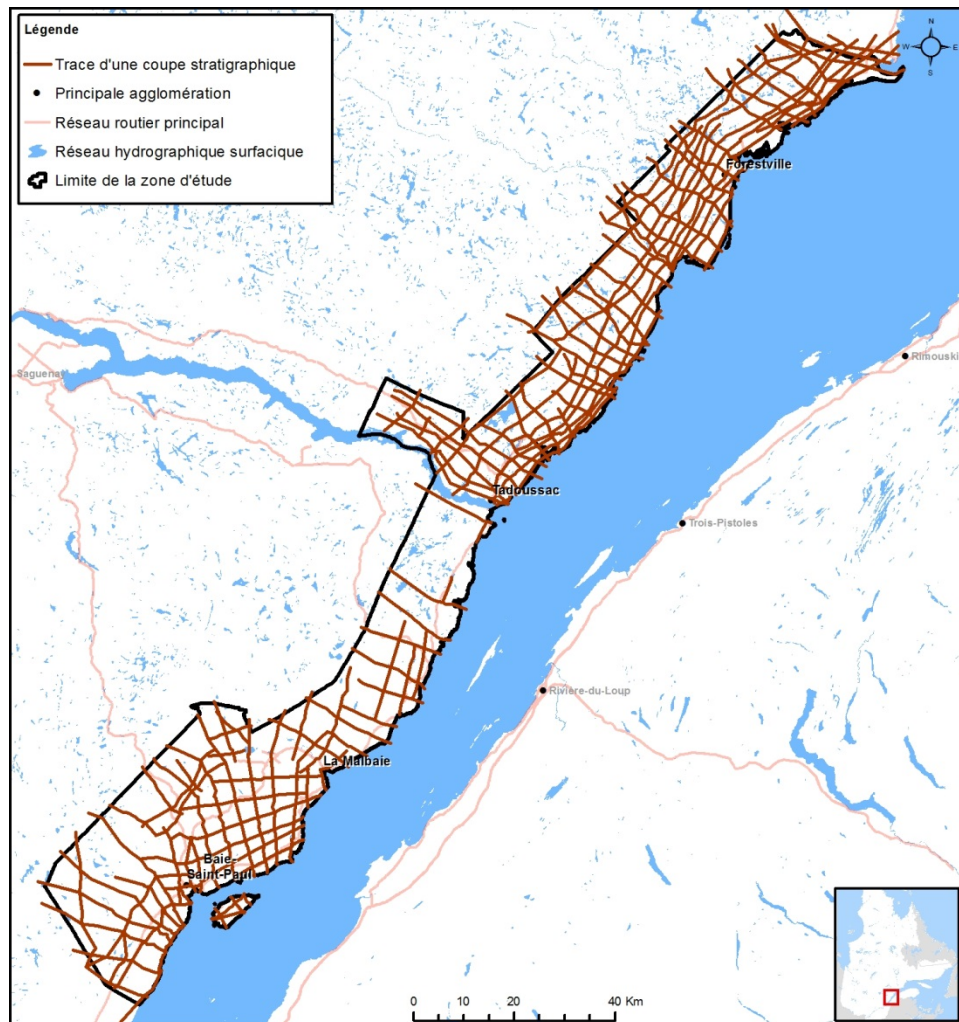 Légende
Trace d'une coupe stratigraphique
Principale agglomération
Réseau routier principal
Réseau hydrographique surfacique
Limite de la zone d'étude
N
W
E
S
Forestville
Rimouski
Saguenay
Tadoussac
Trois-Pistoles
Rivière-du-Loup
La Malbaie
Baie-
Saint-Paul
0 10 20 40 Km